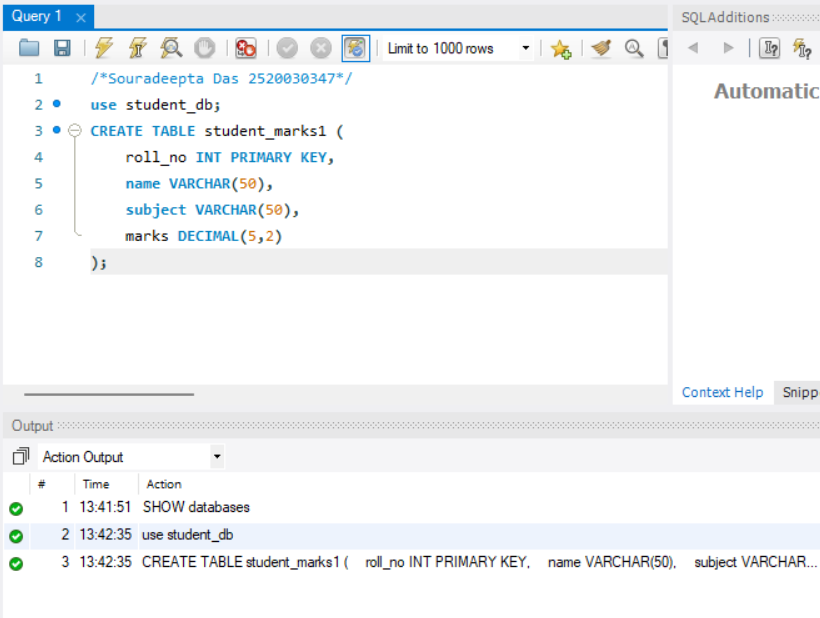 Query 1
SQLAdditions
Limit to 1000 rows
Automatic
1 /*Souradeepta Das 2520030347*/
2 use student_db;
3 CREATE TABLE student_marks1 (
4 roll_no INT PRIMARY KEY,
5 name VARCHAR(50),
6 subject VARCHAR(50),
7 marks DECIMAL(5,2)
8 );
Context Help Snipp
Output
Action Output
# Time Action
1 13:41:51 SHOW databases
2 13:42:35 use student_db
3 13:42:35 CREATE TABLE student_marks1 ( roll_no INT PRIMARY KEY, name VARCHAR(50), subject VARCHAR...